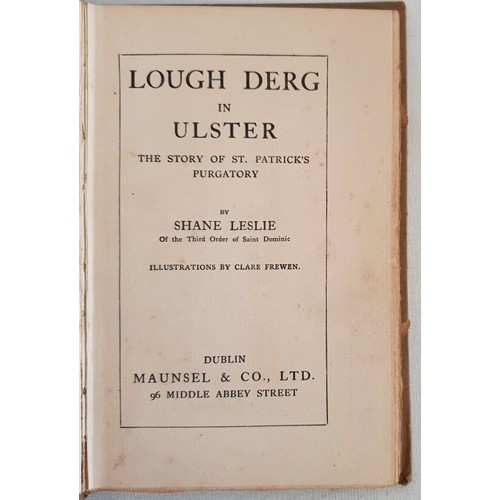 LOUGH DERG
IN
ULSTER
THE STORY OF ST. PATRICK'S
PURGATORY
BY
SHANE LESLIE
Of the Third Order of Saint Dominic
ILLUSTRATIONS BY CLARE FREWEN.
DUBLIN
MAUNSEL & CO., LTD.
96 MIDDLE ABBEY STREET